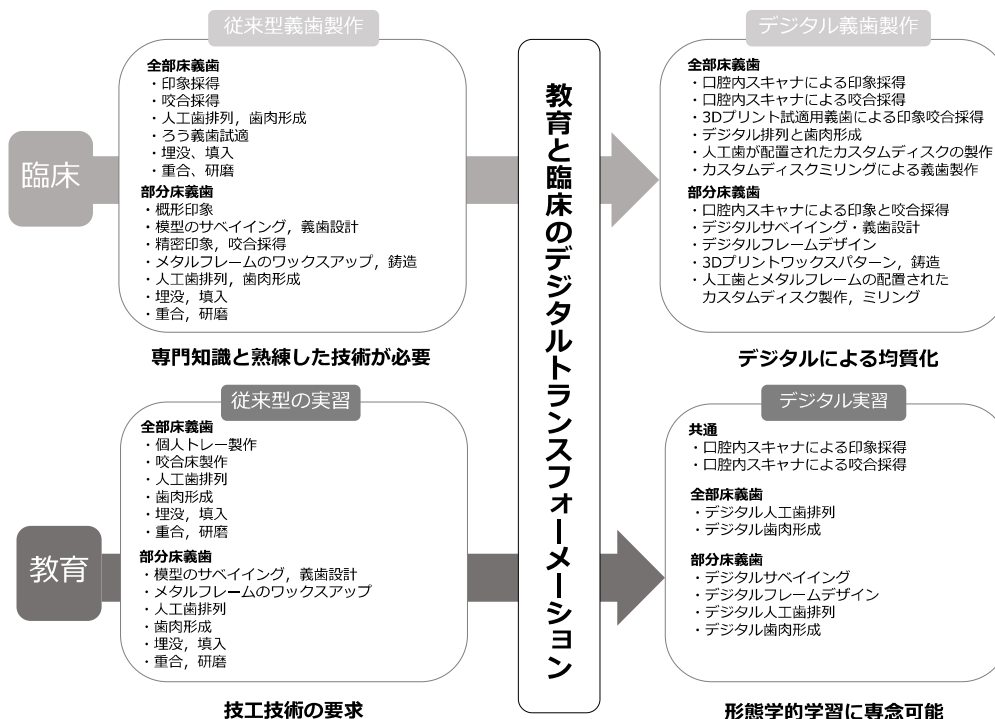 従来型義歯製作
臨床
全部床義歯
・印象採得
・咬合採得
・人工歯排列，歯肉形成
・ろう義歯試適
・埋没、填入
・重合、研磨
部分床義歯
・概形印象
・模型のサベイイング，義歯設計
・精密印象，咬合採得
・メタルフレームのワックスアップ，鋳造
・人工歯排列，歯肉形成
・埋没，填入
・重合，研磨
専門知識と熟練した技術が必要
教育と臨床のデジタルトランスフォーメーション
デジタル義歯製作
全部床義歯
・口腔内スキャナによる印象採得
・口腔内スキャナによる咬合採得
・3Dプリント試適用義歯による印象咬合採得
・デジタル排列と歯肉形成
・人工歯が配置されたカスタムディスクの製作
・カスタムディスクミリングによる義歯製作
部分床義歯
・口腔内スキャナによる印象と咬合採得
・デジタルサベイイング・義歯設計
・デジタルフレームデザイン
・3Dプリントワックスパターン，鋳造
・人工歯とメタルフレームの配置された
カスタムディスク製作，ミリング
デジタルによる均質化
従来型の実習
教育
全部床義歯
・個人トレー製作
・咬合床製作
・人工歯排列
・歯肉形成
・埋没，填入
・重合，研磨
部分床義歯
・模型のサベイイング，義歯設計
・メタルフレームのワックスアップ
・人工歯排列
・歯肉形成
・埋没，填入
・重合，研磨
技工技術の要求
デジタル実習
共通
・口腔内スキャナによる印象採得
・口腔内スキャナによる咬合採得
全部床義歯
・デジタル人工歯排列
・デジタル歯肉形成
部分床義歯
・デジタルサベイイング
・デジタルフレームデザイン
・デジタル人工歯排列
・デジタル歯肉形成
形態学的学習に専念可能